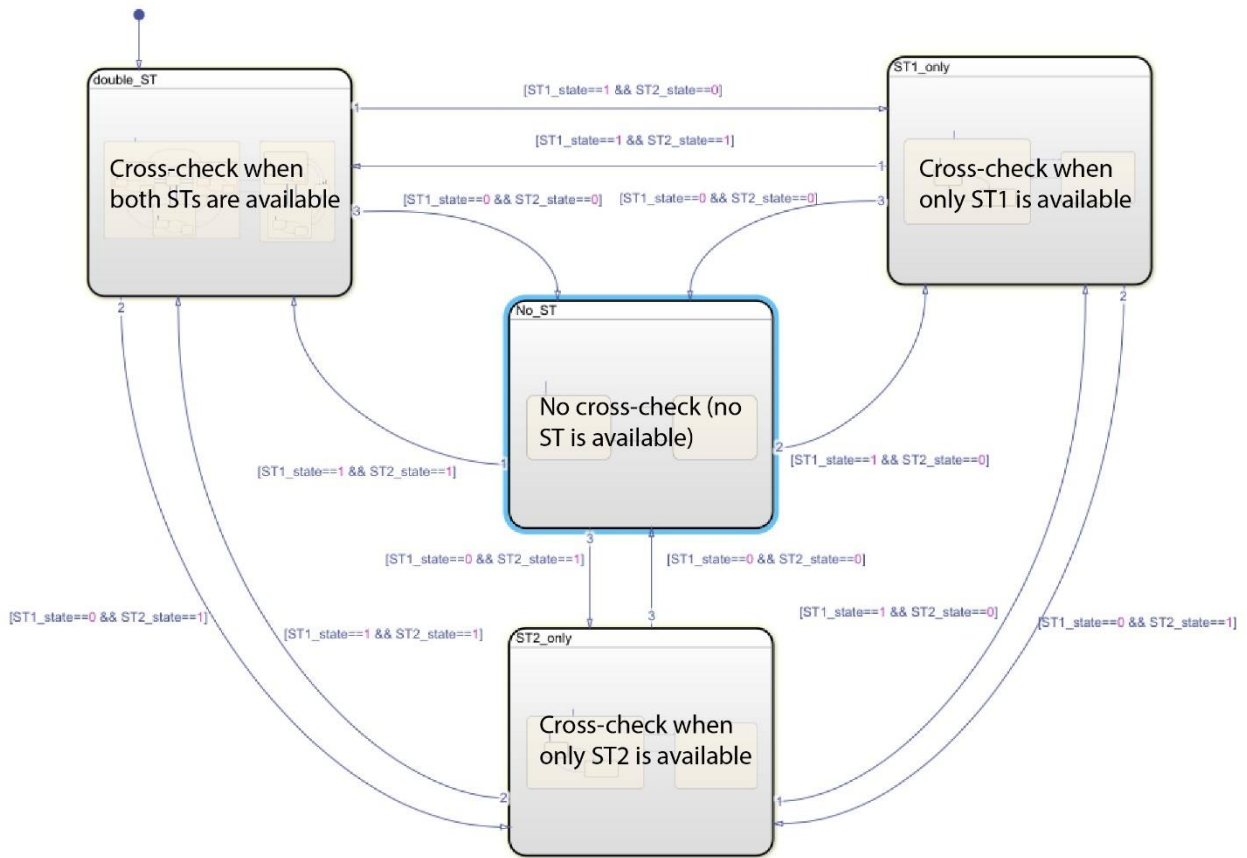 double_ST
ST1_only
[ST1_state==1 && ST2_state==0]
1
[ST1_state==1 && ST2_state==1]
1
Cross-check when
both STs are available
Cross-check when
only ST1 is available
[ST1_state==0 && ST2_state==0]
[ST1_state==0 && ST2_state==0]
3
3
2
2
No_ST
No cross-check (no
ST is available)
1
2
[ST1_state==1 && ST2_state==1]
[ST1_state==1 && ST2_state==0]
3
[ST1_state==0 && ST2_state==1]
[ST1_state==0 && ST2_state==0]
3
[ST1_state==0 && ST2_state==1]
[ST1_state==1 && ST2_state==1]
[ST1_state==1 && ST2_state==0]
[ST1_state==0 && ST2_state==1]
ST2_only
Cross-check when
only ST2 is available
2
1